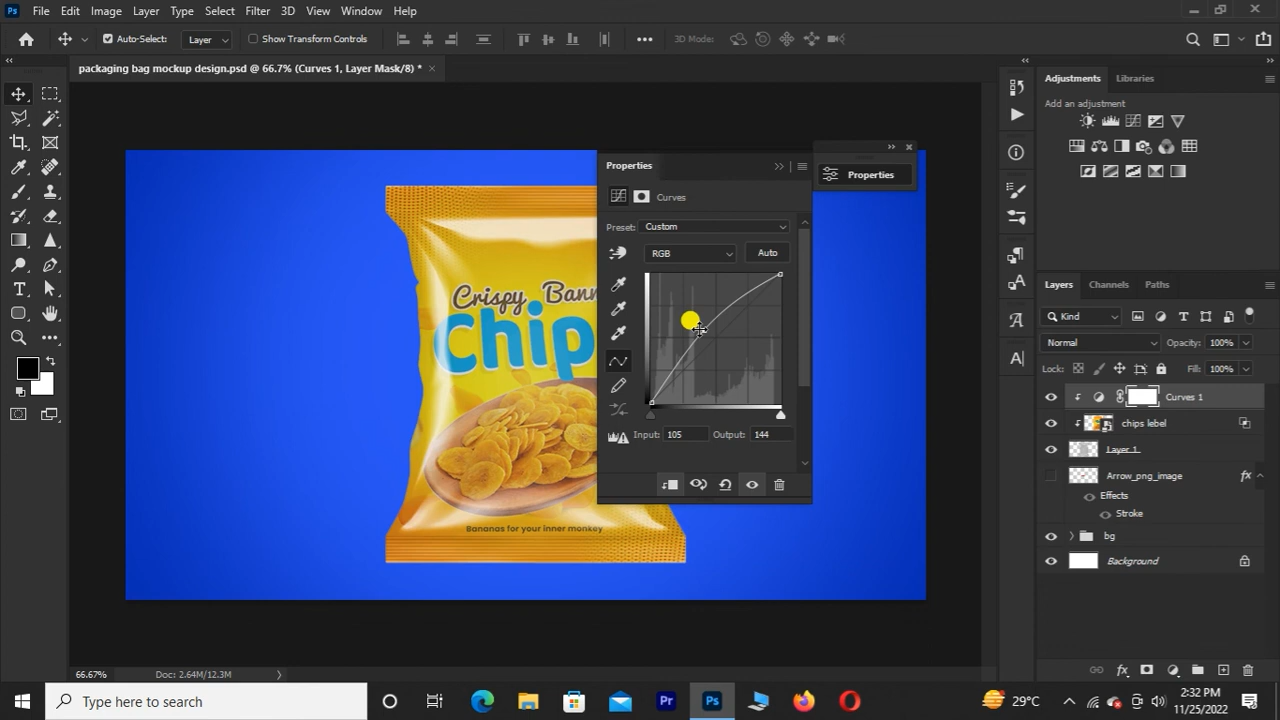 Ps File Edit Image Layer Type Select Filter 3D View Window Help
Auto-Select: Layer Show Transform Controls 3D Mode:
packaging bag mockup design.psd @ 66.7% (Curves 1, Layer Mask/8) *
Adjustments Libraries
Add an adjustment
Properties
Properties
Curves
Preset: Custom
RGB Auto
Input: 105 Output: 144
Crispy Bann
Chip
Bananas for your inner monkey
T
A
A
Layers Channels Paths
Kind T
Normal Opacity: 100%
Lock: Fill: 100%
Curves 1
chips lebel
Layer 1
Arrow_png_image fx
Effects
Stroke
bg
Background
fx
66.67% Doc: 2.64M/12.3M
Type here to search
Pr Ps
29°C
2:32 PM
11/25/2022